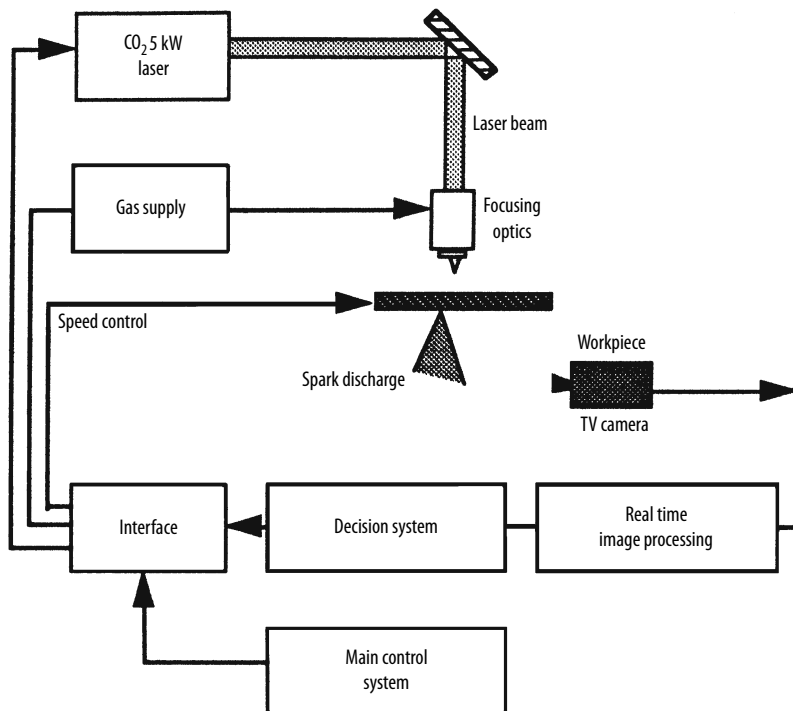 CO₂ 5 kW
laser
Laser beam
Gas supply
Focusing
optics
Speed control
Workpiece
Spark discharge
TV camera
Interface
Decision system
Real time
image processing
Main control
system